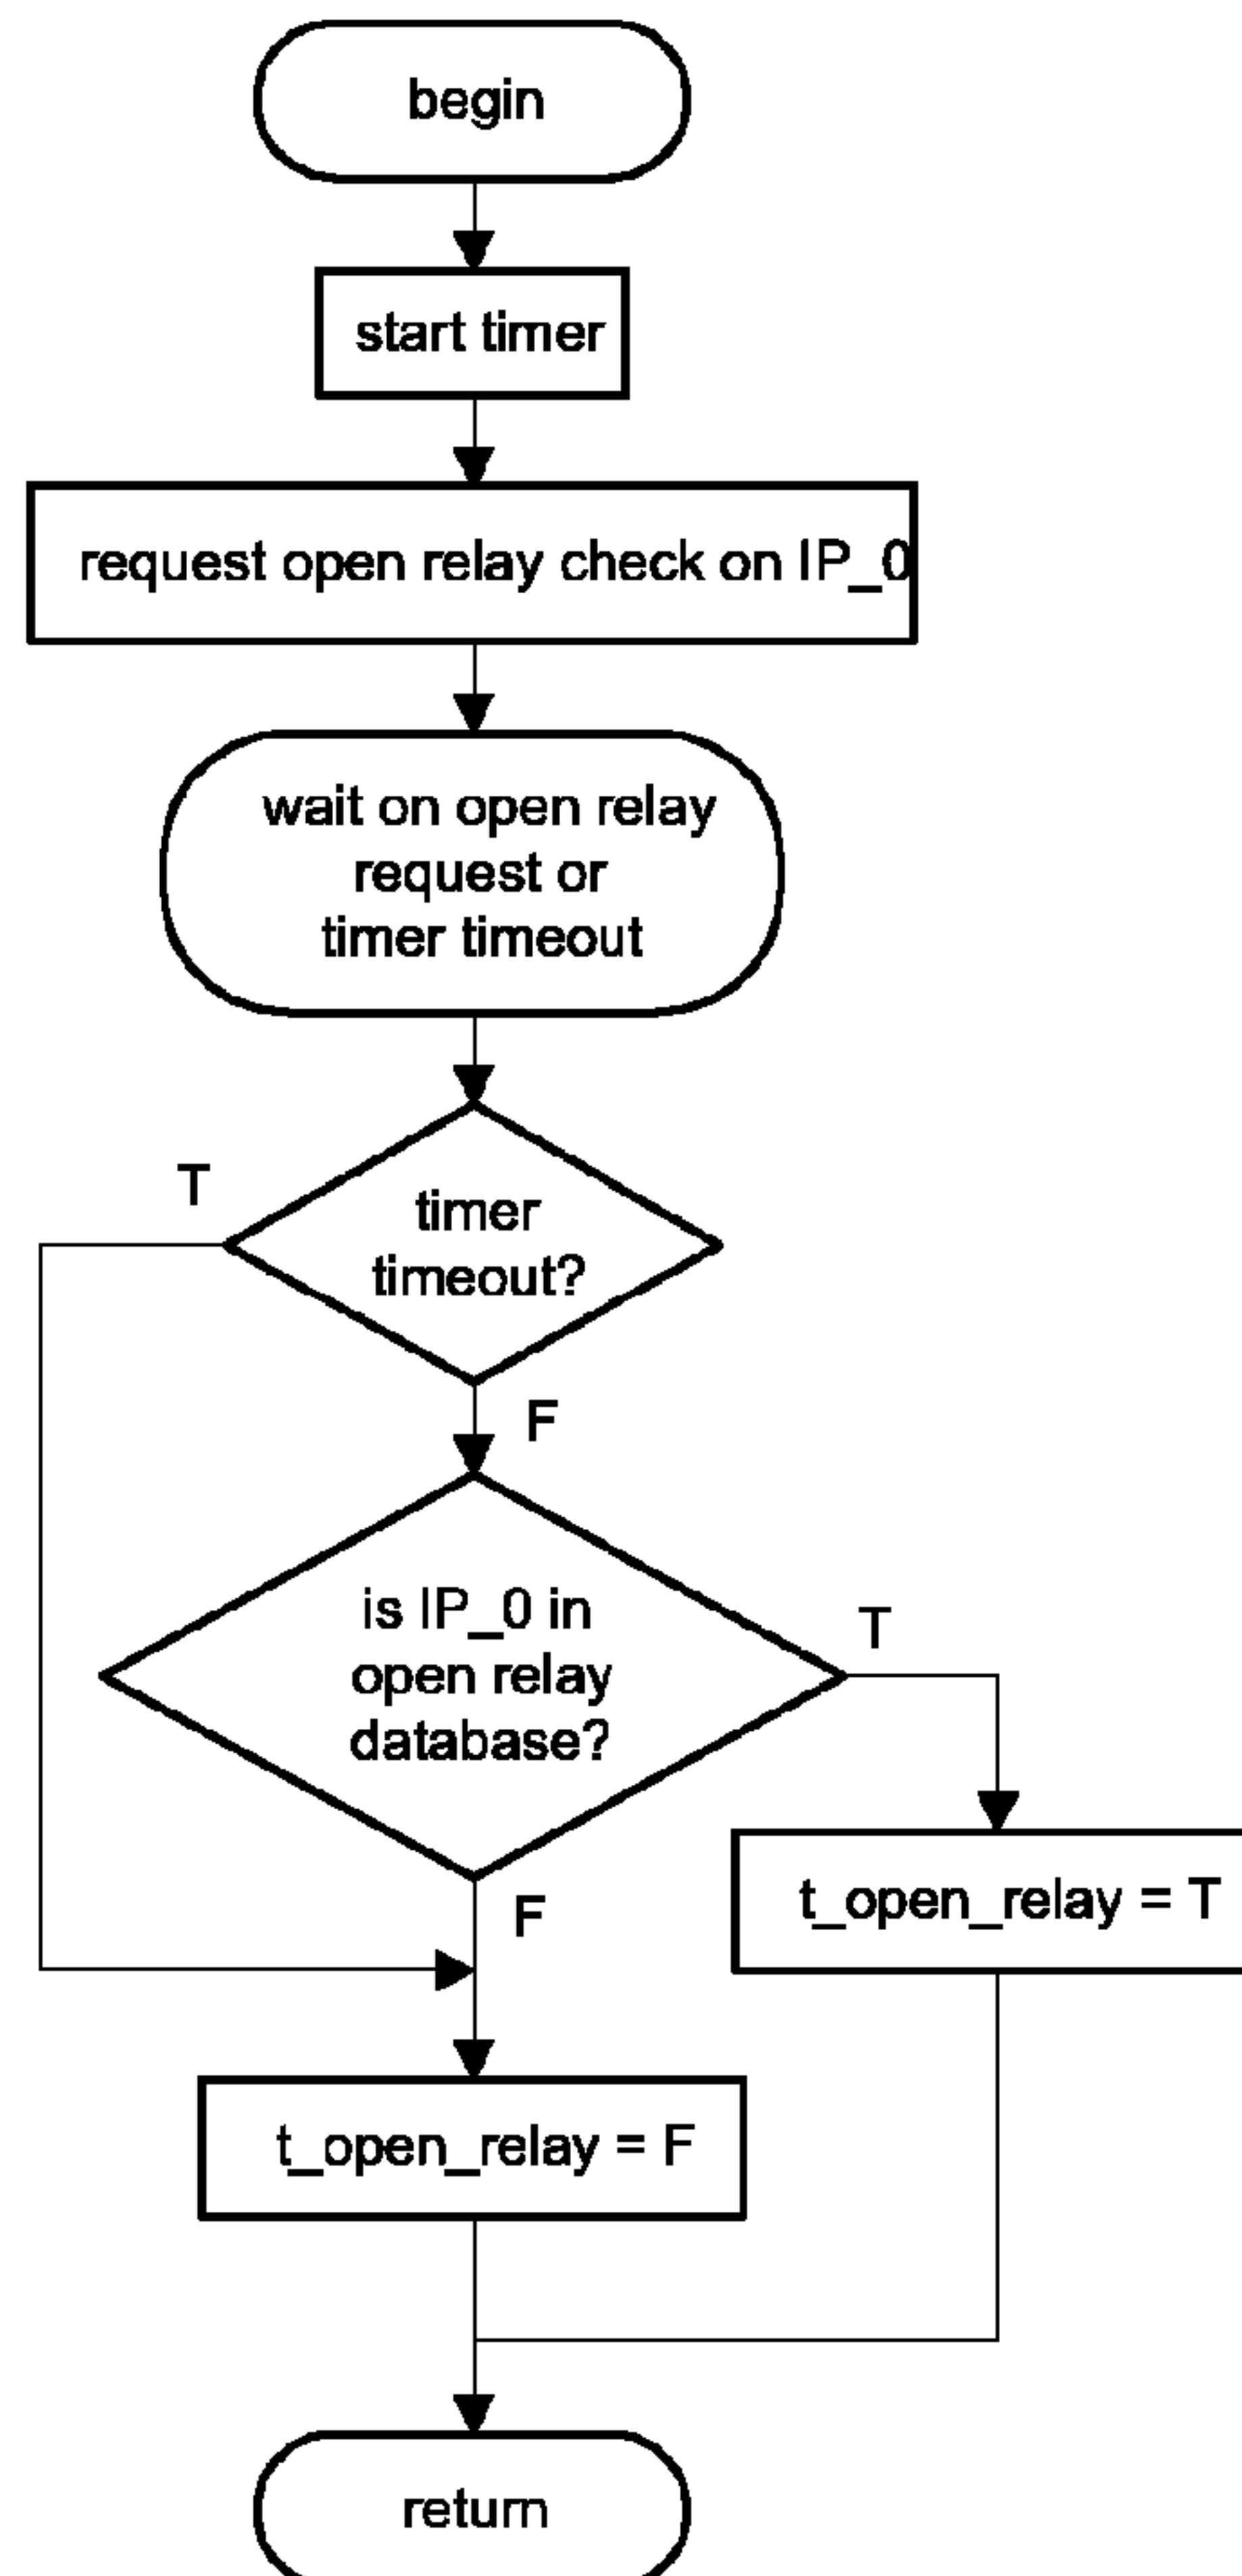 begin
start timer
request open relay check on IP_0
wait on open relay
request or
timer timeout
T
timer
timeout?
F
is IP_0 in
open relay
database?
T
t_open_relay = T
F
t_open_relay = F
return